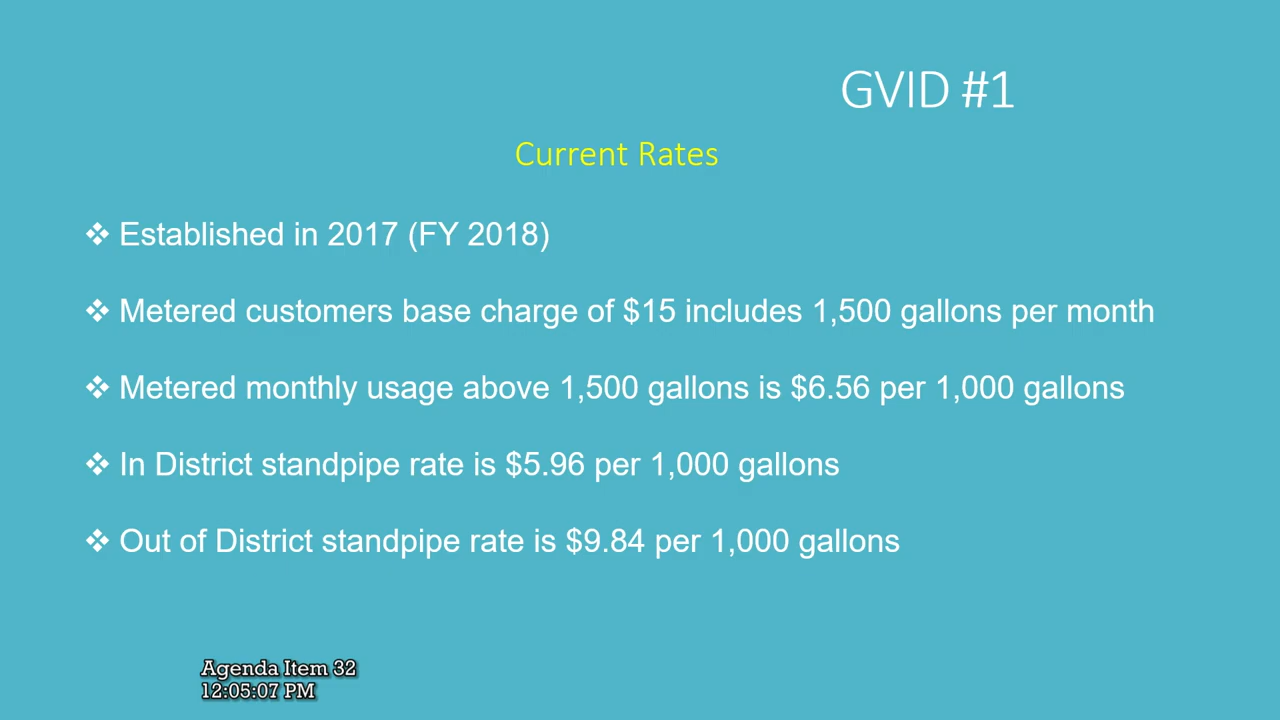 GVID #1
Current Rates
❖ Established in 2017 (FY 2018)
❖ Metered customers base charge of $15 includes 1,500 gallons per month
❖ Metered monthly usage above 1,500 gallons is $6.56 per 1,000 gallons
❖ In District standpipe rate is $5.96 per 1,000 gallons
❖ Out of District standpipe rate is $9.84 per 1,000 gallons
Agenda Item 32
12:05:07 PM